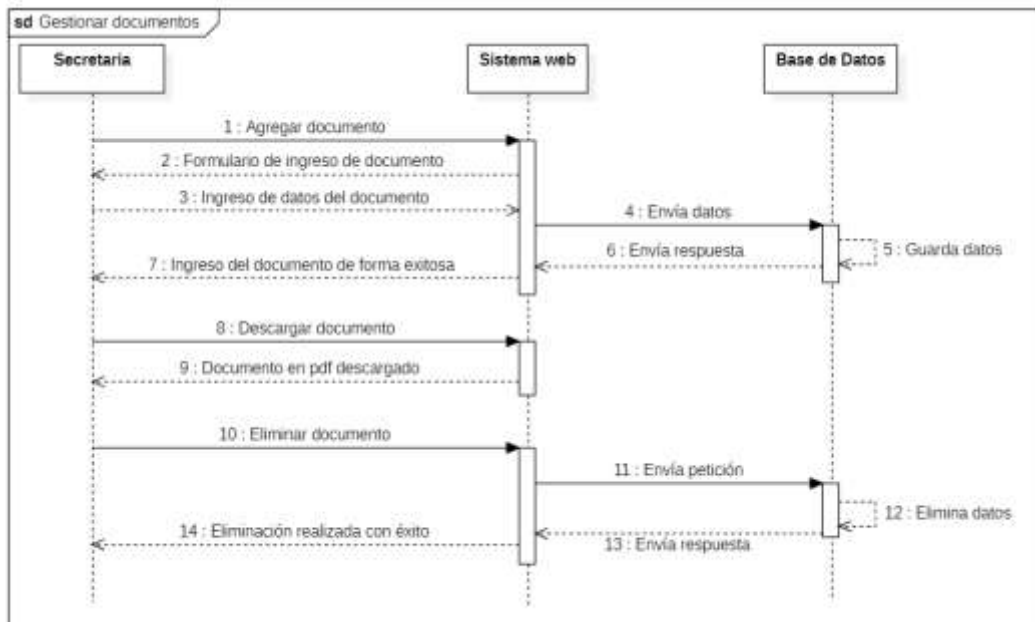 sd Gestionar documentos
Secretaria
Sistema web
Base de Datos
1 : Agregar documento
2 : Formulario de ingreso de documento
3 : Ingreso de datos del documento
4 : Envía datos
5 : Guarda datos
6 : Envía respuesta
7 : Ingreso del documento de forma exitosa
8 : Descargar documento
9 : Documento en pdf descargado
10 : Eliminar documento
11 : Envía petición
12 : Elimina datos
13 : Envía respuesta
14 : Eliminación realizada con éxito